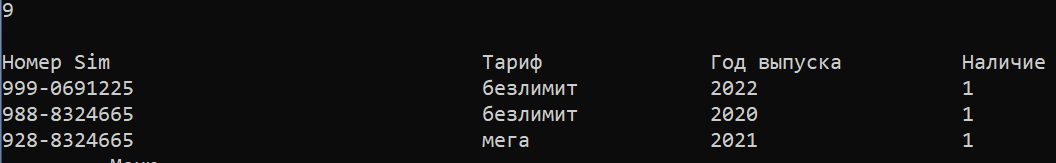 9
Номер Sim Тариф Год выпуска Наличие
999-0691225 безлимит 2022 1
988-8324665 безлимит 2020 1
928-8324665 мега 2021 1